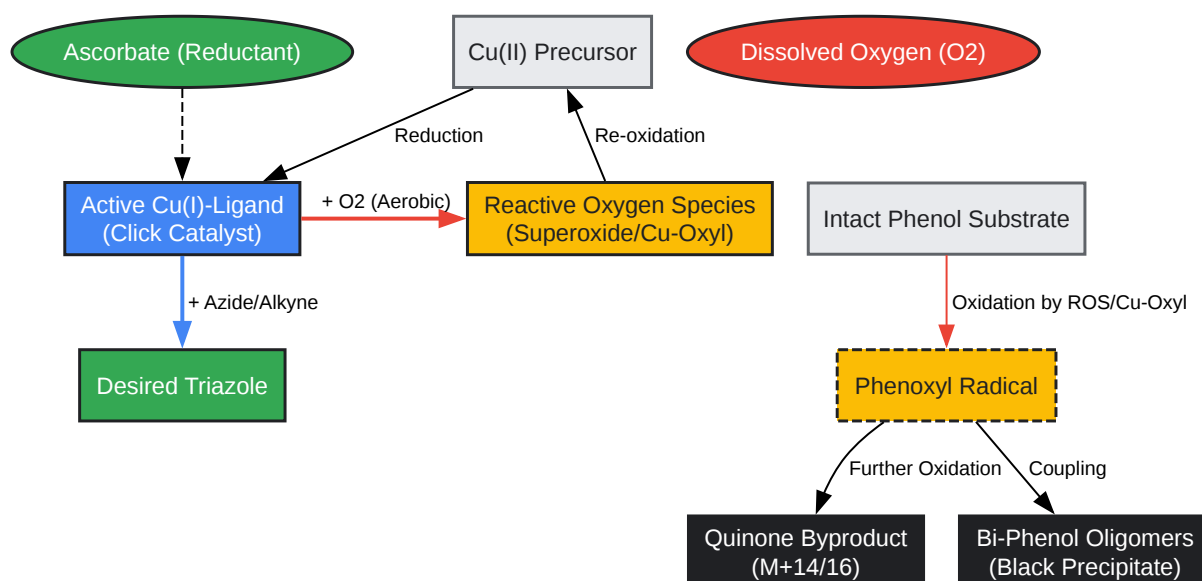 Ascorbate (Reductant)
Cu(II) Precursor
Dissolved Oxygen (O2)
Reduction
Re-oxidation
Active Cu(I)-Ligand
(Click Catalyst)
+ O2 (Aerobic)
Reactive Oxygen Species
(Superoxide/Cu-Oxyl)
Intact Phenol Substrate
+ Azide/Alkyne
Oxidation by ROS/Cu-Oxyl
Desired Triazole
Phenoxyl Radical
Further Oxidation
Coupling
Quinone Byproduct
(M+14/16)
Bi-Phenol Oligomers
(Black Precipitate)